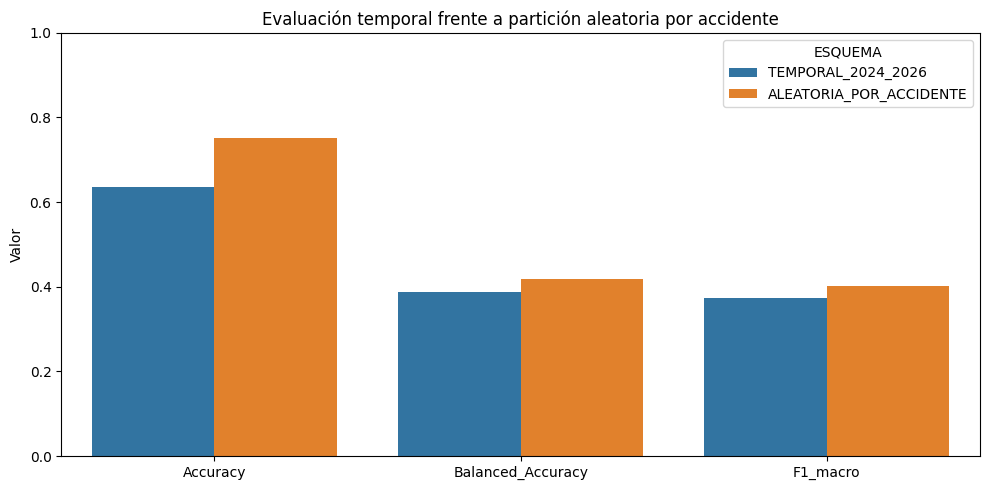 Evaluación temporal frente a partición aleatoria por accidente
ESQUEMA
TEMPORAL_2024_2026
ALEATORIA_POR_ACCIDENTE
Valor
1.0
0.8
0.6
0.4
0.2
0.0
Accuracy
Balanced_Accuracy
F1_macro